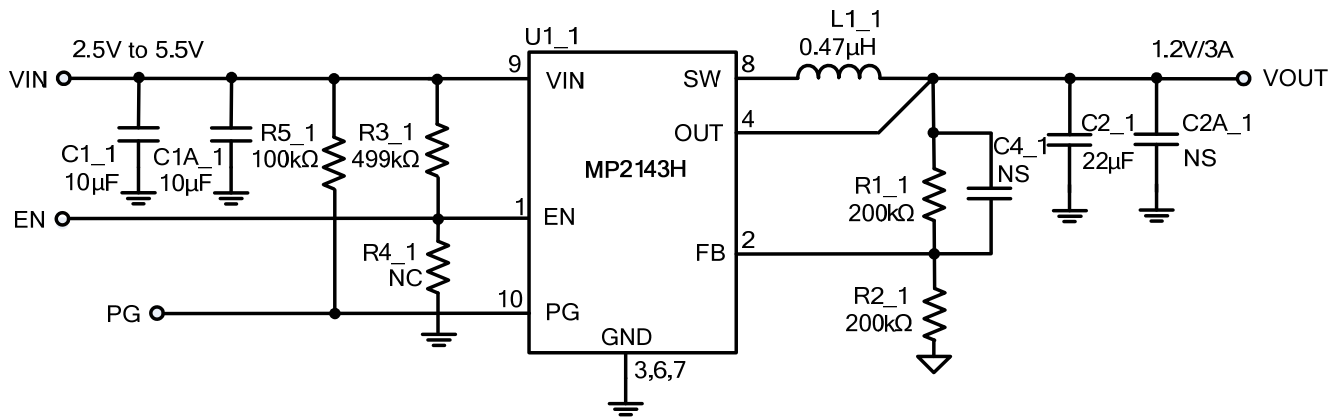 2.5V to 5.5V
VIN
C1_1
10µF
C1A_1
10µF
R5_1
100kΩ
R3_1
499kΩ
EN
R4_1
NC
PG
U1_1
9
VIN
1
EN
10
PG
MP2143H
SW
8
OUT
4
FB
2
GND
3,6,7
L1_1
0.47µH
1.2V/3A
VOUT
C4_1
NS
R1_1
200kΩ
R2_1
200kΩ
C2_1
22µF
C2A_1
NS